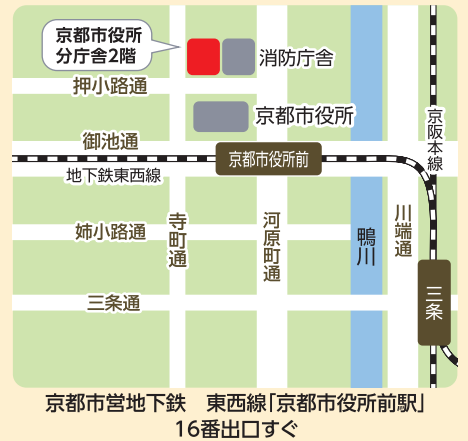 京都市役所
分庁舎2階
消防庁舎
押小路通
京都市役所
御池通
京都市役所前
京阪本線
地下鉄東西線
姉小路通
寺町通
河原町通
鴨川
川端通
三条通
三条
京都市営地下鉄　東西線「京都市役所前駅」
16番出口すぐ